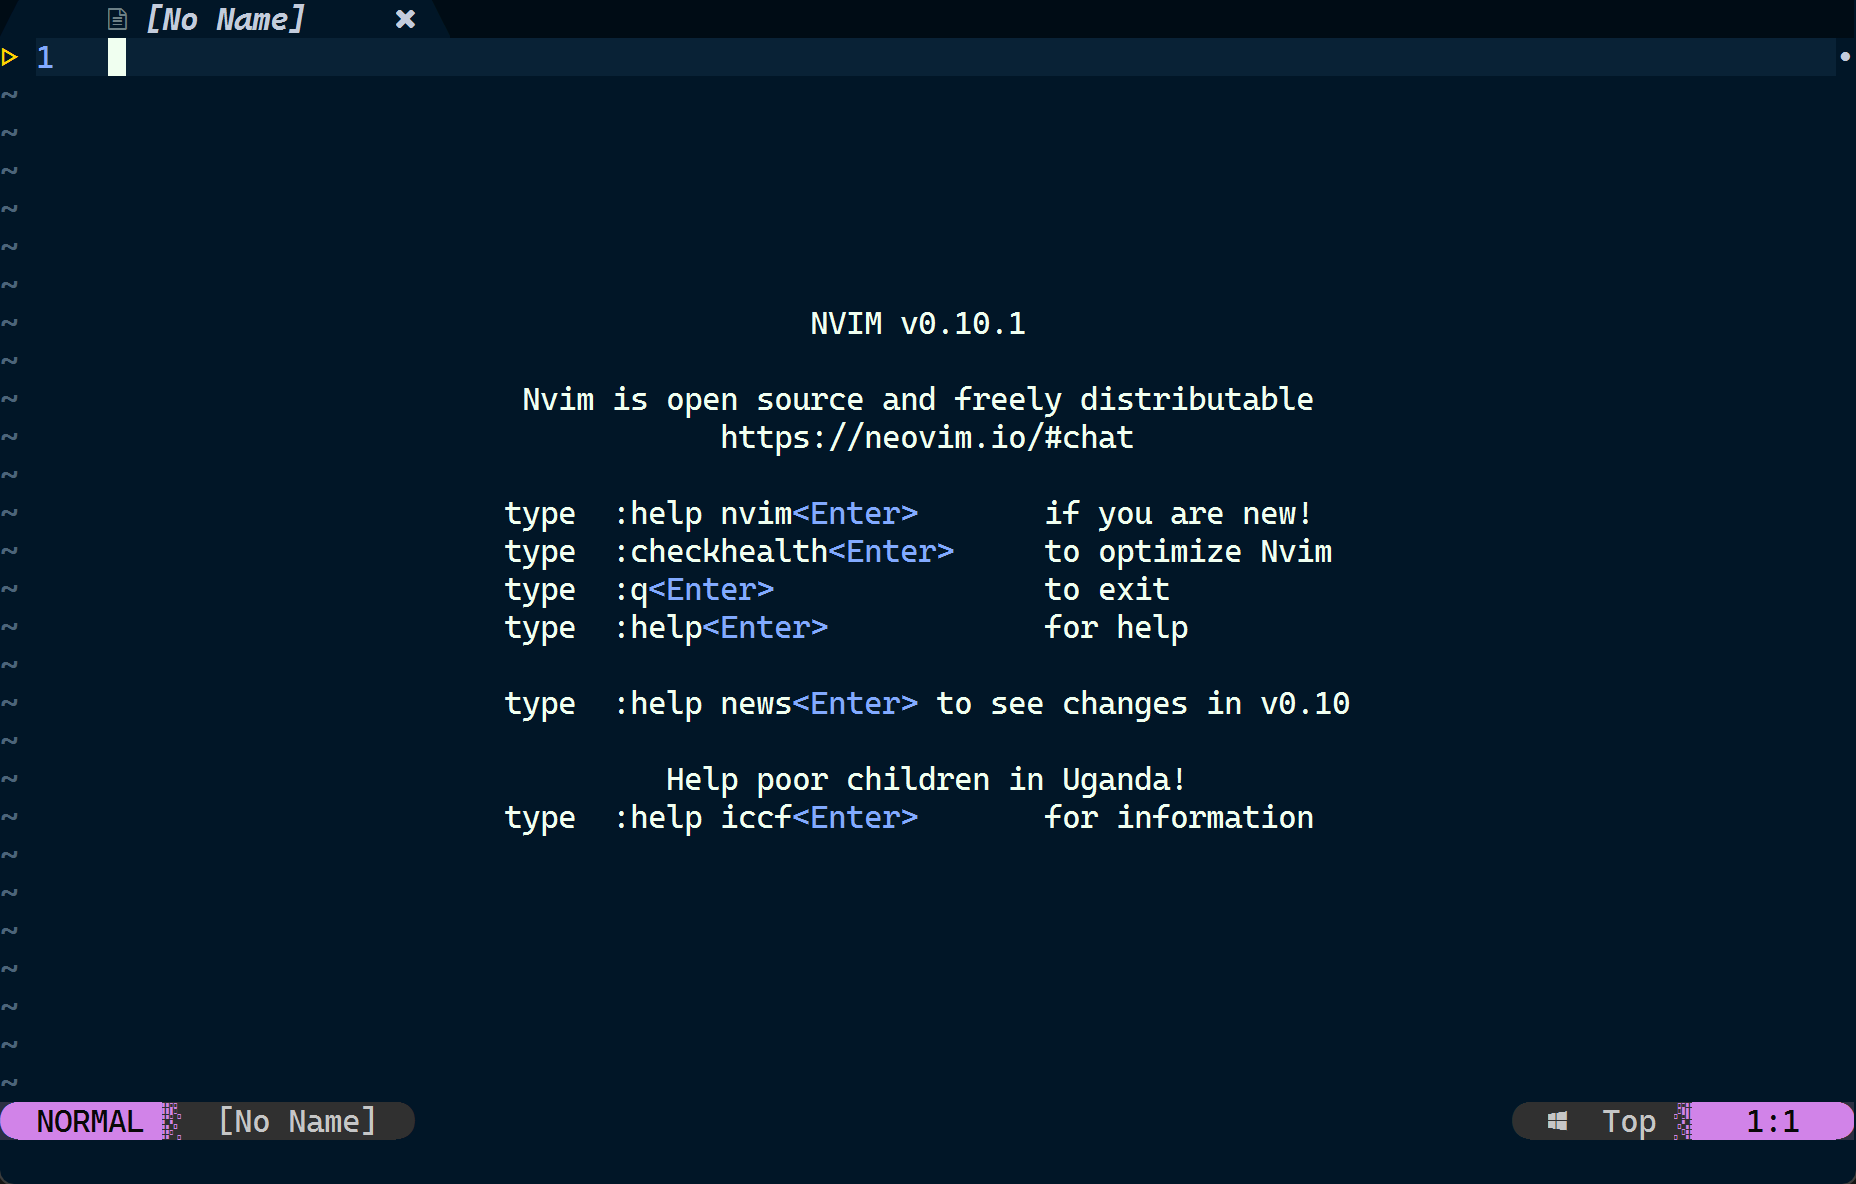 [No Name] ✖
1
~
~
~
~
~
~
~
NVIM v0.10.1
~
~
Nvim is open source and freely distributable
~
https://neovim.io/#chat
~
~
type :help nvim<Enter> if you are new!
~
type :checkhealth<Enter> to optimize Nvim
~
type :q<Enter> to exit
~
type :help<Enter> for help
~
~
type :help news<Enter> to see changes in v0.10
~
~
Help poor children in Uganda!
~
type :help iccf<Enter> for information
~
~
~
~
~
~
~
NORMAL [No Name] Top 1:1